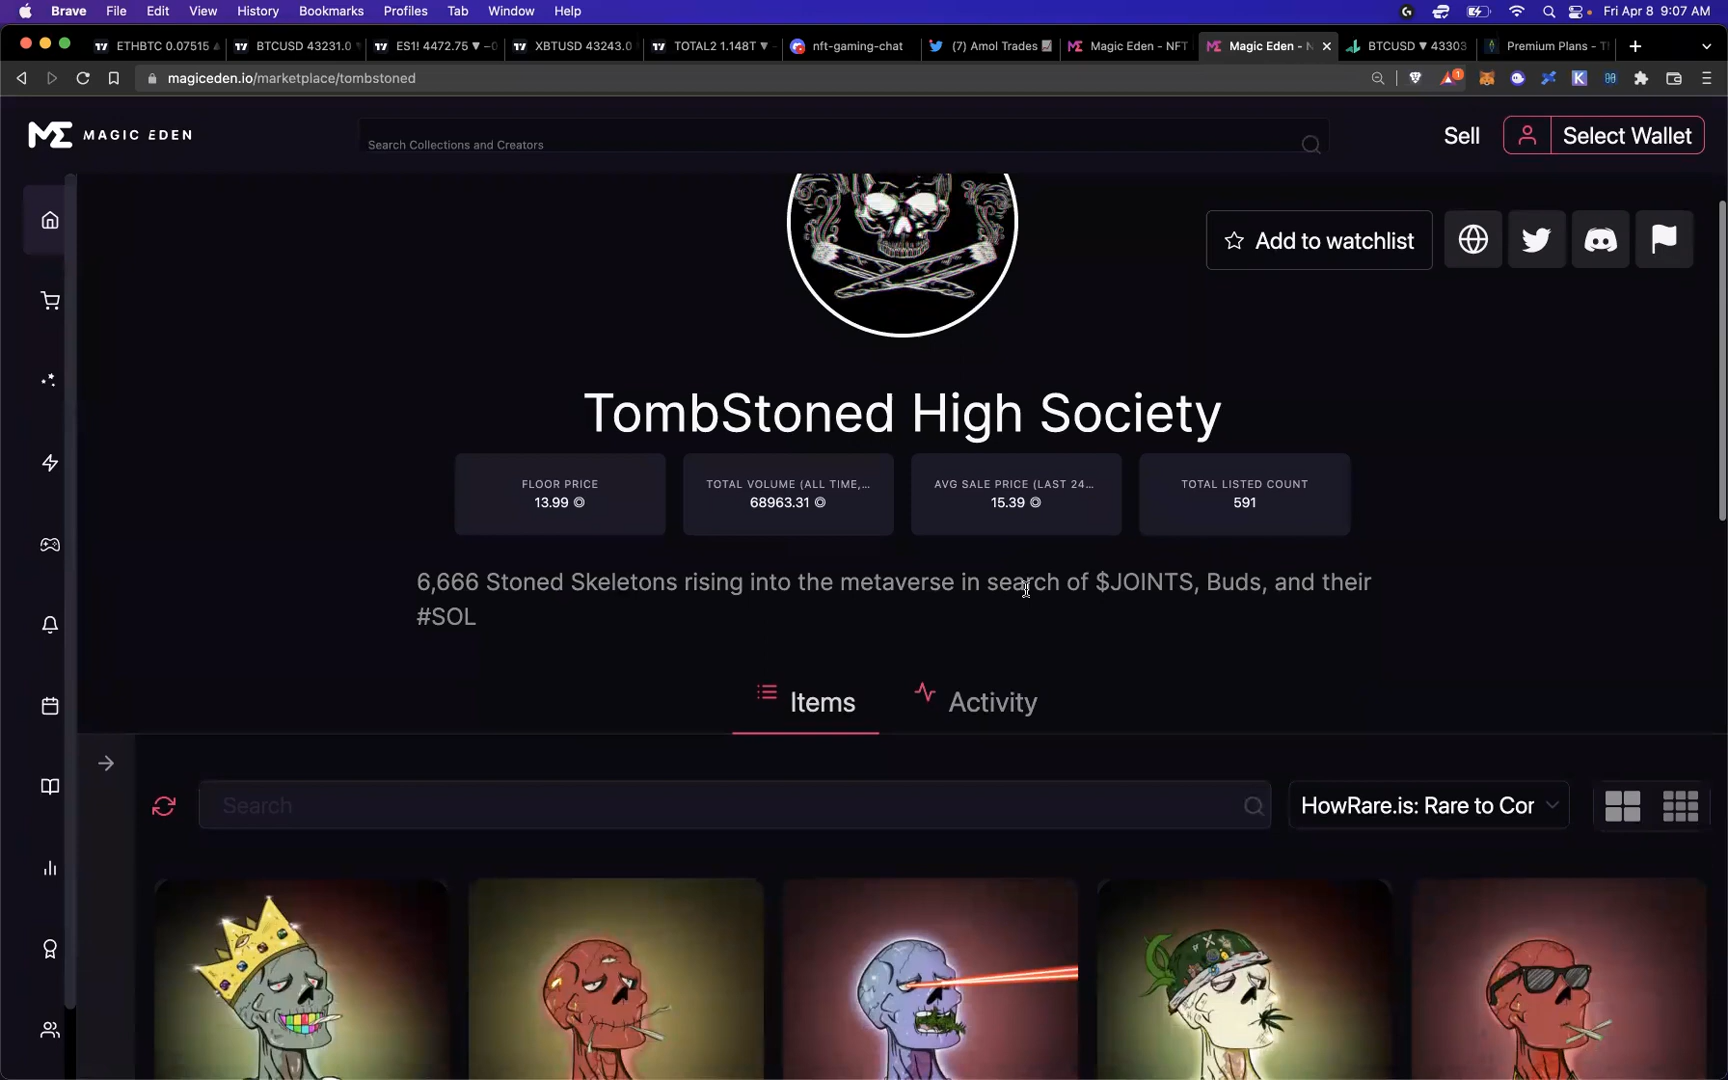 Brave File Edit View History Bookmarks Profiles Tab Window Help Fri Apr 8 9:07 AM
ETHBTC 0.07515 BTCUSD 43231.0 ES1! 4472.75 ▼ −0 XBTUSD 43243.0 TOTAL2 1.148T ▼ nft-gaming-chat (7) Amol Trades Magic Eden - NFT Magic Eden - N BTCUSD ▼ 43303 Premium Plans - T
magiceden.io/marketplace/tombstoned
MAGIC EDEN
Search Collections and Creators
Sell
Select Wallet
Add to watchlist
TombStoned High Society
FLOOR PRICE
13.99
TOTAL VOLUME (ALL TIME,...
68963.31
AVG SALE PRICE (LAST 24...
15.39
TOTAL LISTED COUNT
591
6,666 Stoned Skeletons rising into the metaverse in search of $JOINTS, Buds, and their
#SOL
Items
Activity
Search
HowRare.is: Rare to Cor